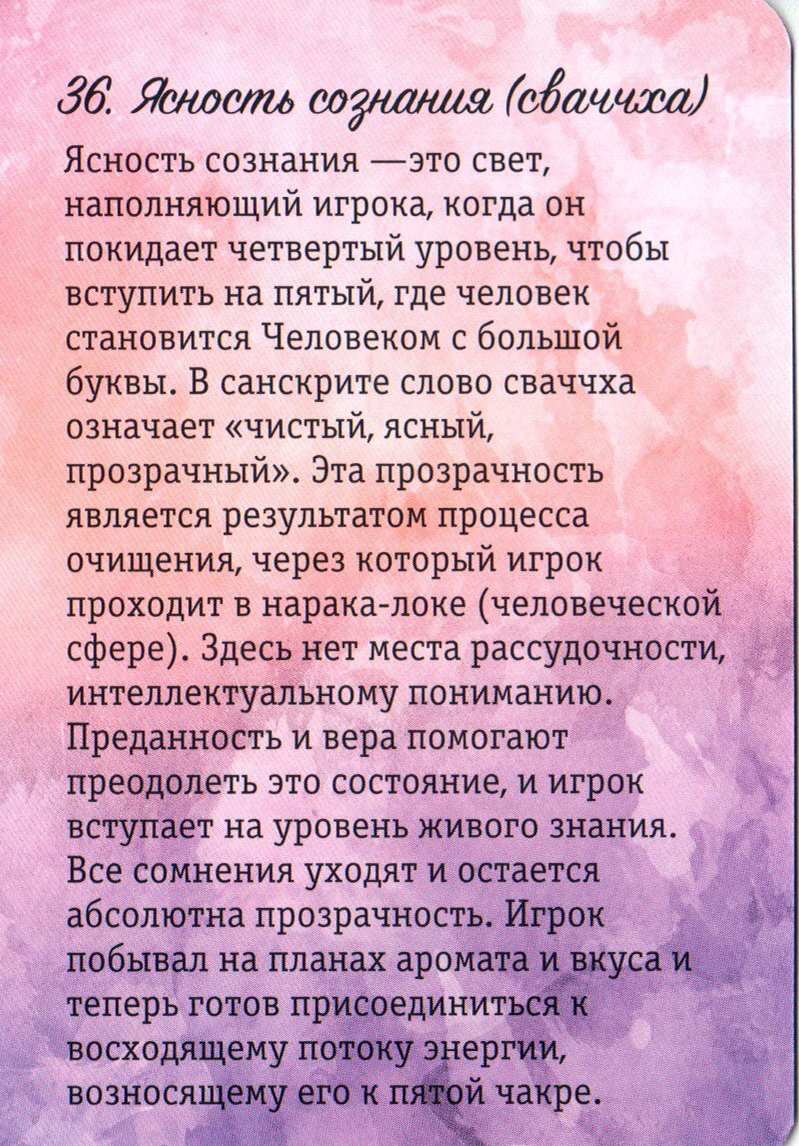 36. Ясность сознания (сваччха)
Ясность сознания —это свет,
наполняющий игрока, когда он
покидает четвертый уровень, чтобы
вступить на пятый, где человек
становится Человеком с большой
буквы. В санскрите слово сваччха
означает «чистый, ясный,
прозрачный». Эта прозрачность
является результатом процесса
очищения, через который игрок
проходит в нарака-локе (человеческой
сфере). Здесь нет места рассудочности,
интеллектуальному пониманию.
Преданность и вера помогают
преодолеть это состояние, и игрок
вступает на уровень живого знания.
Все сомнения уходят и остается
абсолютна прозрачность. Игрок
побывал на планах аромата и вкуса и
теперь готов присоединиться к
восходящему потоку энергии,
возносящему его к пятой чакре.